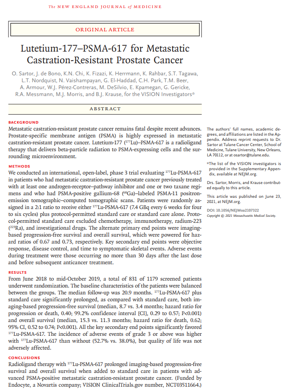 The NEW ENGLAND JOURNAL of MEDICINE
ORIGINAL ARTICLE
Lutetium-177–PSMA-617 for Metastatic
Castration-Resistant Prostate Cancer
O. Sartor, J. de Bono, K.N. Chi, K. Fizazi, K. Herrmann, K. Rahbar, S.T. Tagawa,
L.T. Nordquist, N. Vaishampayan, G. El-Haddad, C.H. Park, T.M. Beer,
A. Armour, W.J. Pérez-Contreras, M. DeSilvio, E. Kpamegan, G. Gericke,
R.A. Messmann, M.J. Morris, and B.J. Krause, for the VISION Investigators*
ABSTRACT
BACKGROUND
Metastatic castration-resistant prostate cancer remains fatal despite recent advances.
Prostate-specific membrane antigen (PSMA) is highly expressed in metastatic
castration-resistant prostate cancer. Lutetium-177 (¹⁷⁷Lu)–PSMA-617 is a radioligand
therapy that delivers beta-particle radiation to PSMA-expressing cells and the sur-
rounding microenvironment.
METHODS
We conducted an international, open-label, phase 3 trial evaluating ¹⁷⁷Lu-PSMA-617
in patients who had metastatic castration-resistant prostate cancer previously treated
with at least one androgen-receptor–pathway inhibitor and one or two taxane regi-
mens and who had PSMA-positive gallium-68 (⁶⁸Ga)–labeled PSMA-11 positron-
emission tomographic–computed tomographic scans. Patients were randomly as-
signed in a 2:1 ratio to receive either ¹⁷⁷Lu-PSMA-617 (7.4 GBq every 6 weeks for four
to six cycles) plus protocol-permitted standard care or standard care alone. Proto-
col-permitted standard care excluded chemotherapy, immunotherapy, radium-223
(²²³Ra), and investigational drugs. The alternate primary end points were imaging-
based progression-free survival and overall survival, which were powered for haz-
ard ratios of 0.67 and 0.73, respectively. Key secondary end points were objective
response, disease control, and time to symptomatic skeletal events. Adverse events
during treatment were those occurring no more than 30 days after the last dose
and before subsequent anticancer treatment.
RESULTS
From June 2018 to mid-October 2019, a total of 831 of 1179 screened patients
underwent randomization. The baseline characteristics of the patients were balanced
between the groups. The median follow-up was 20.9 months. ¹⁷⁷Lu-PSMA-617 plus
standard care significantly prolonged, as compared with standard care, both im-
aging-based progression-free survival (median, 8.7 vs. 3.4 months; hazard ratio for
progression or death, 0.40; 99.2% confidence interval [CI], 0.29 to 0.57; P<0.001)
and overall survival (median, 15.3 vs. 11.3 months; hazard ratio for death, 0.62;
95% CI, 0.52 to 0.74; P<0.001). All the key secondary end points significantly favored
¹⁷⁷Lu-PSMA-617. The incidence of adverse events of grade 3 or above was higher
with ¹⁷⁷Lu-PSMA-617 than without (52.7% vs. 38.0%), but quality of life was not
adversely affected.
CONCLUSIONS
Radioligand therapy with ¹⁷⁷Lu-PSMA-617 prolonged imaging-based progression-free
survival and overall survival when added to standard care in patients with ad-
vanced PSMA-positive metastatic castration-resistant prostate cancer. (Funded by
Endocyte, a Novartis company; VISION ClinicalTrials.gov number, NCT03511664.)
The authors' full names, academic de-
grees, and affiliations are listed in the Ap-
pendix. Address reprint requests to Dr.
Sartor at Tulane Cancer Center, School of
Medicine, Tulane University, New Orleans,
LA 70112, or at osartor@tulane.edu.
*The full list of the VISION investigators is
provided in the Supplementary Appen-
dix, available at NEJM.org.
Drs. Sartor, Morris, and Krause contribut-
ed equally to this article.
This article was published on June 23,
2021, at NEJM.org.
DOI: 10.1056/NEJMoa2107322
Copyright © 2021 Massachusetts Medical Society.